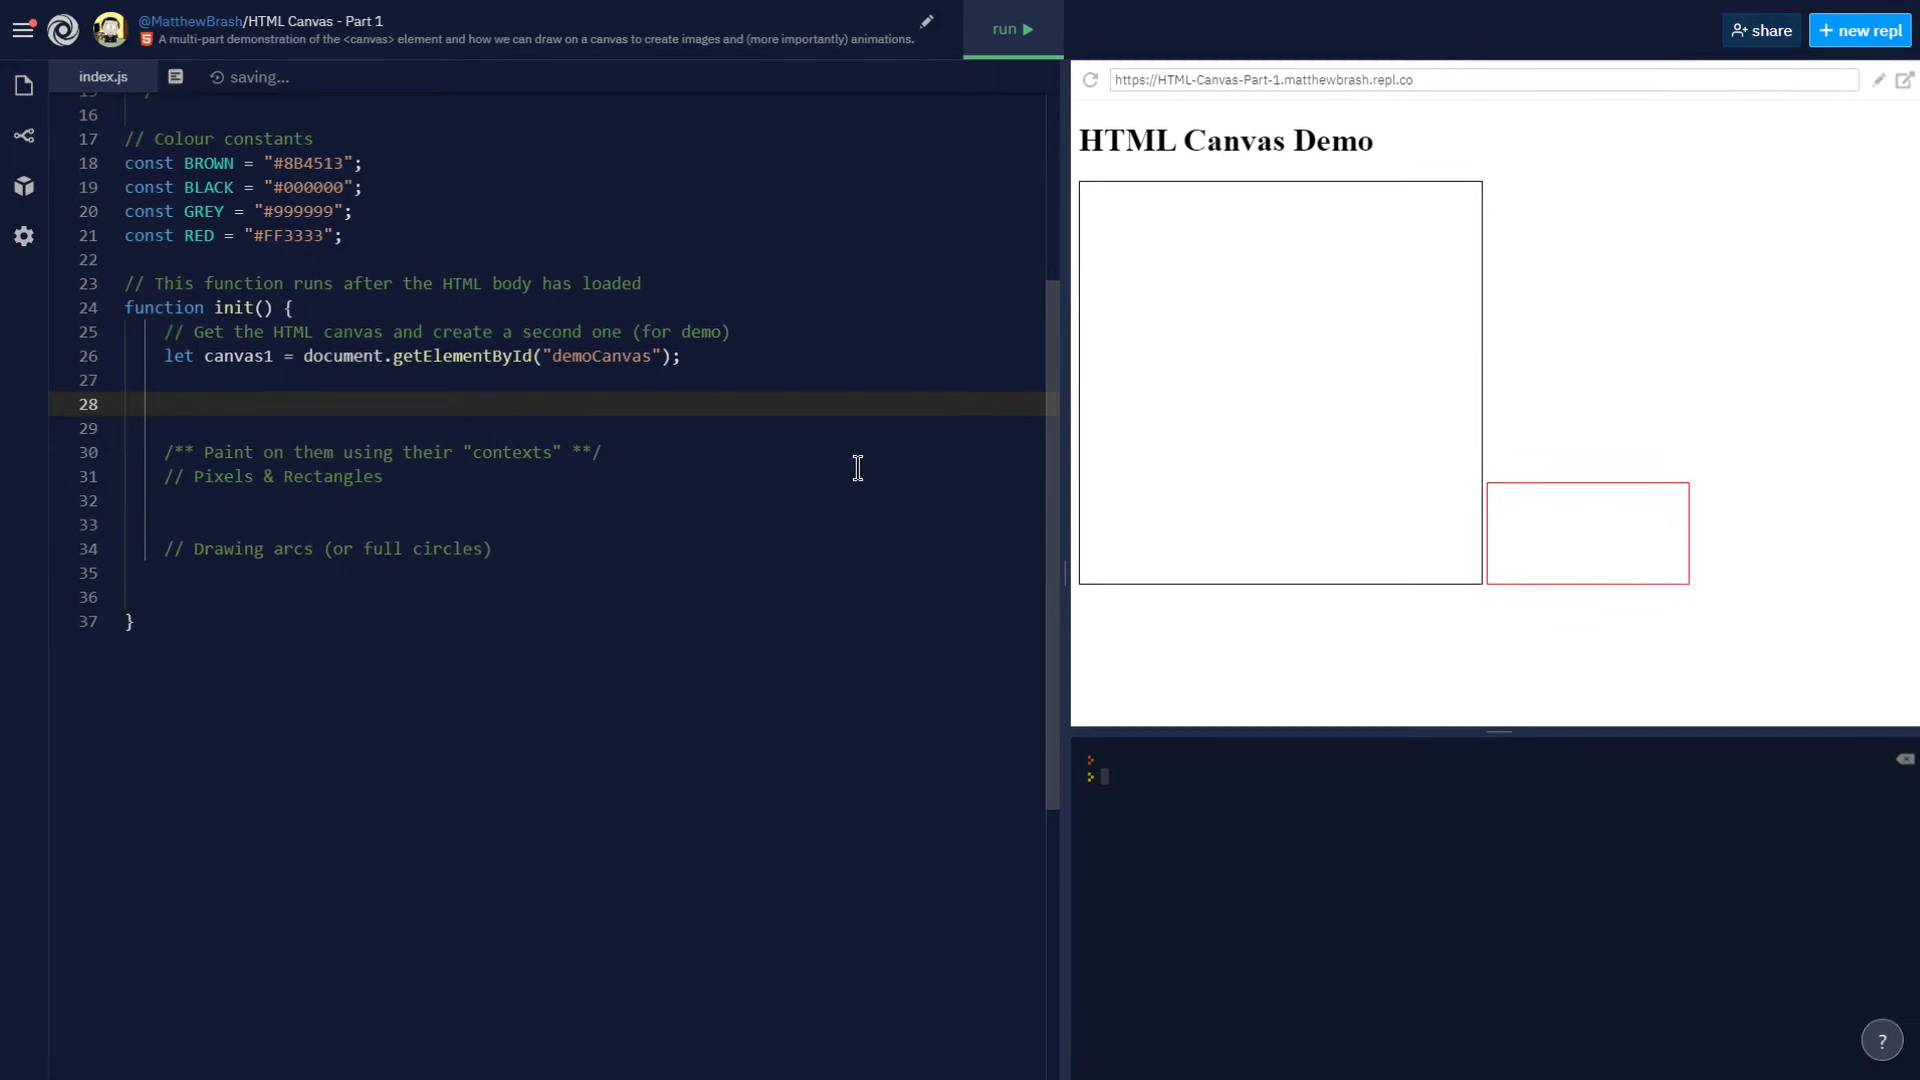 @MatthewBrash/HTML Canvas - Part 1
A multi-part demonstration of the <canvas> element and how we can draw on a canvas to create images and (more importantly) animations.
run
share
+ new repl
index.js
saving...
https://HTML-Canvas-Part-1.matthewbrash.repl.co
16
17 // Colour constants
18 const BROWN = "#8B4513";
19 const BLACK = "#000000";
20 const GREY = "#999999";
21 const RED = "#FF3333";
22
23 // This function runs after the HTML body has loaded
24 function init() {
25 // Get the HTML canvas and create a second one (for demo)
26 let canvas1 = document.getElementById("demoCanvas");
27
28
29
30 /** Paint on them using their "contexts" **/
31 // Pixels & Rectangles
32
33
34 // Drawing arcs (or full circles)
35
36
37 }
HTML Canvas Demo
>
>
?